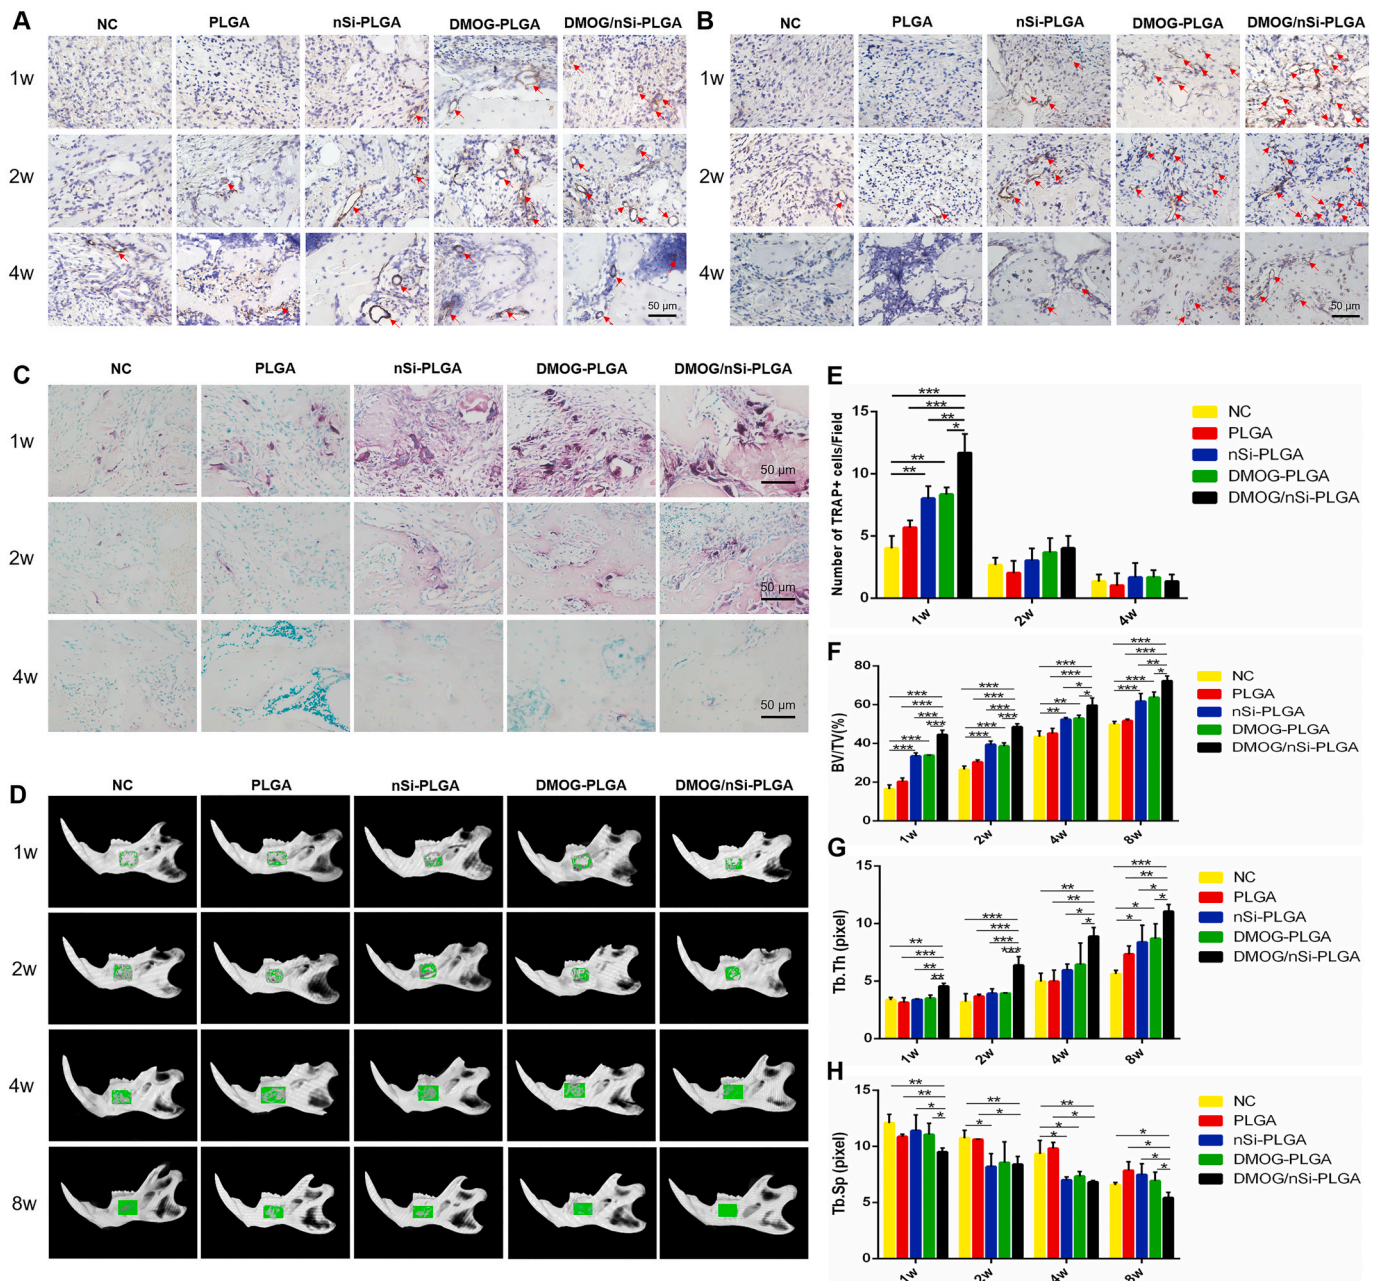 A
NC PLGA nSi-PLGA DMOG-PLGA DMOG/nSi-PLGA
1w
2w
4w
50 µm
B
NC PLGA nSi-PLGA DMOG-PLGA DMOG/nSi-PLGA
1w
2w
4w
50 µm
C
NC PLGA nSi-PLGA DMOG-PLGA DMOG/nSi-PLGA
1w
50 µm
2w
50 µm
4w
50 µm
D
NC PLGA nSi-PLGA DMOG-PLGA DMOG/nSi-PLGA
1w
2w
4w
8w
E
Number of TRAP+ cells/Field
15
10
5
0
***
***
**
*
**
**
1w 2w 4w
NC
PLGA
nSi-PLGA
DMOG-PLGA
DMOG/nSi-PLGA
F
BV/TV(%)
80
60
40
20
0
***
***
***
***
***
***
***
***
***
***
***
***
***
***
*
*
**
**
***
***
**
*
***
***
1w 2w 4w 8w
NC
PLGA
nSi-PLGA
DMOG-PLGA
DMOG/nSi-PLGA
G
Tb.Th (pixel)
15
10
5
0
**
***
**
**
***
***
***
***
**
**
*
*
***
**
*
*
*
*
1w 2w 4w 8w
NC
PLGA
nSi-PLGA
DMOG-PLGA
DMOG/nSi-PLGA
H
Tb.Sp (pixel)
15
10
5
0
**
**
*
*
**
*
*
**
*
*
*
*
*
*
*
1w 2w 4w 8w
NC
PLGA
nSi-PLGA
DMOG-PLGA
DMOG/nSi-PLGA